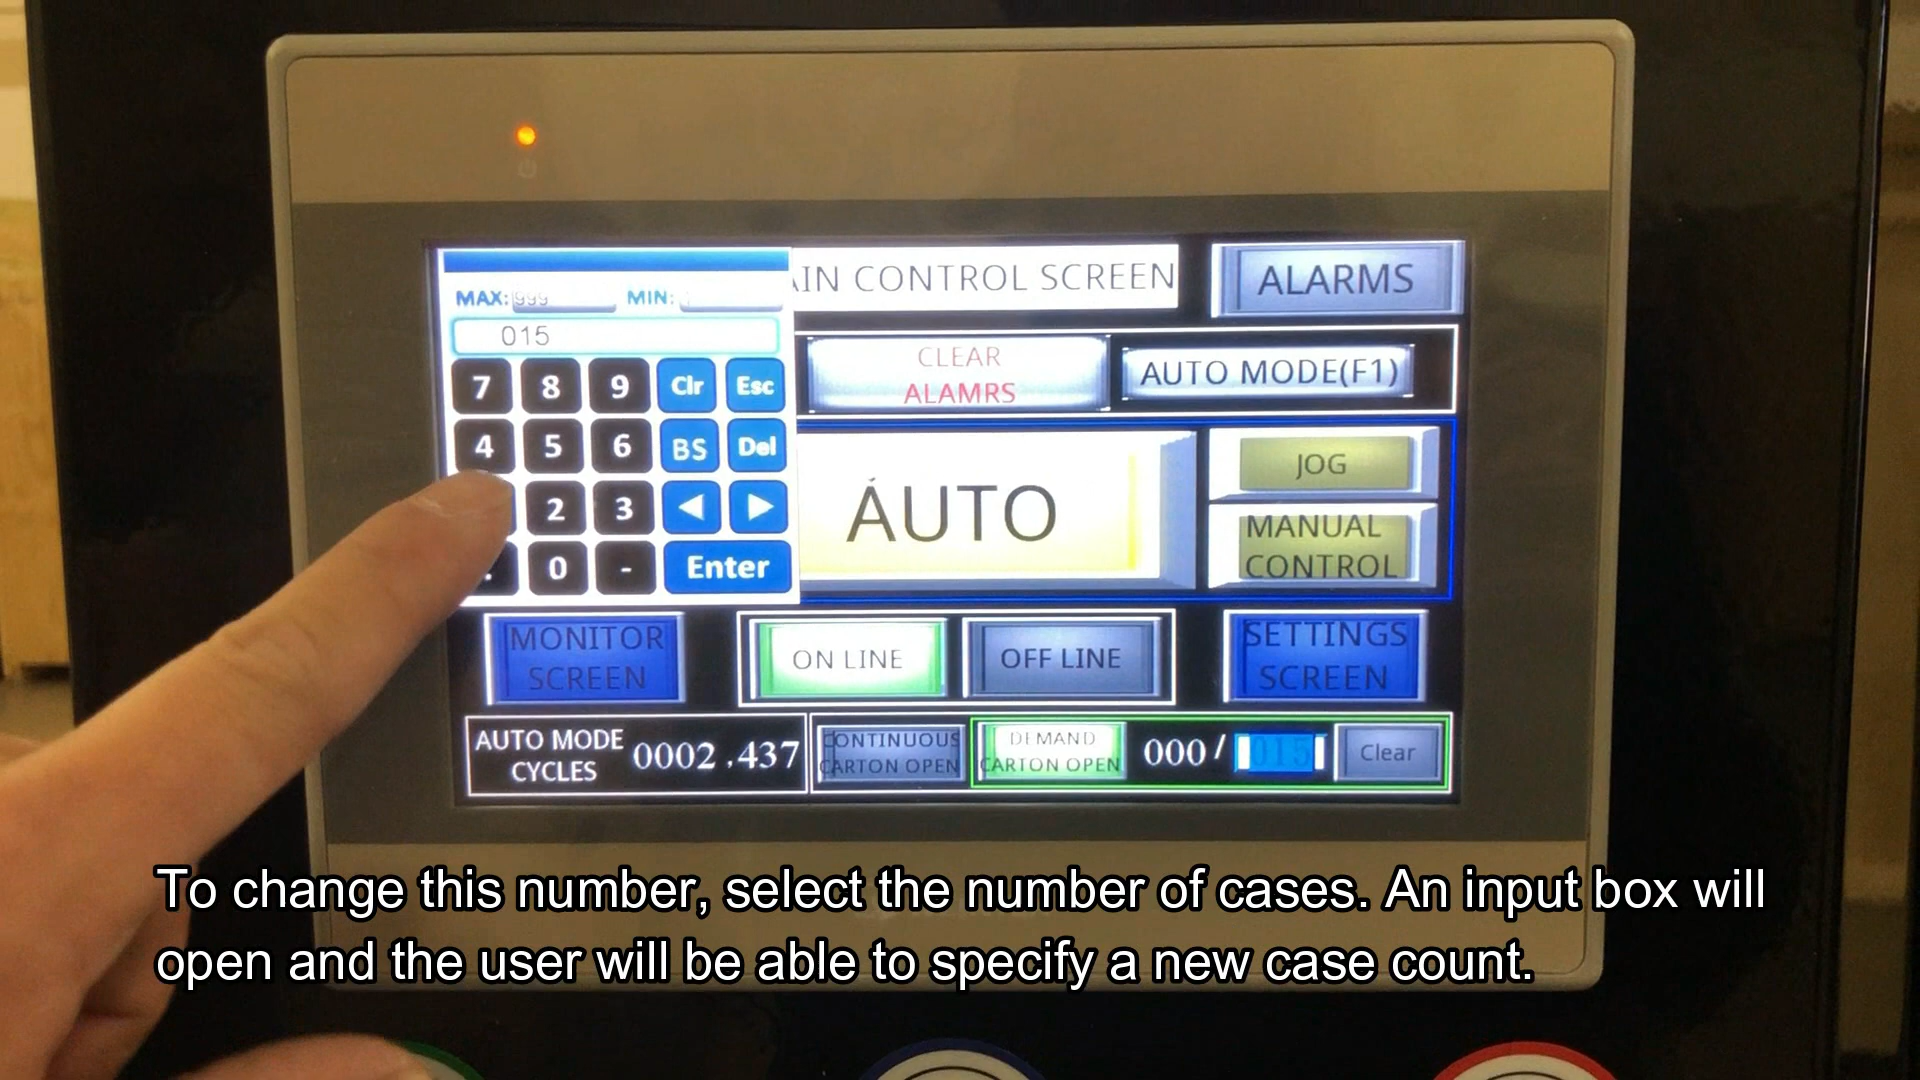 AIN CONTROL SCREEN
ALARMS
MAX: 999 MIN:
015
CLEAR
ALAMRS
AUTO MODE(F1)
7 8 9 Clr Esc
4 5 6 BS Del
2 3
. 0 - Enter
AUTO
JOG
MANUAL
CONTROL
MONITOR
SCREEN
ON LINE
OFF LINE
SETTINGS
SCREEN
AUTO MODE
CYCLES
0002,437
CONTINUOUS
CARTON OPEN
DEMAND
CARTON OPEN
000 / 015
Clear
To change this number, select the number of cases. An input box will
open and the user will be able to specify a new case count.